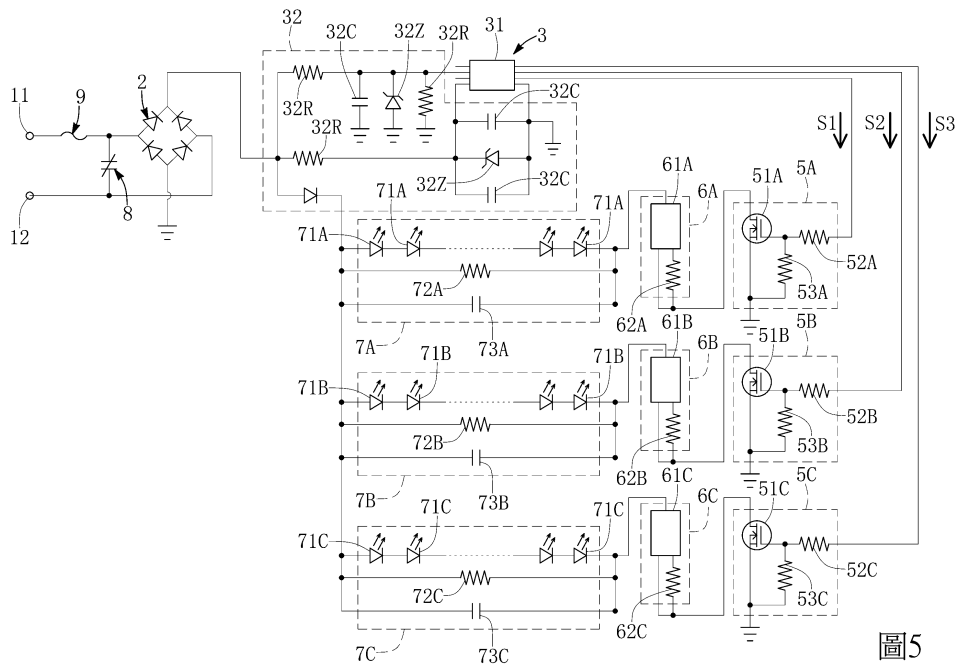 32
32C
32Z
32R
31
3
11
9
2
32R
32R
32C
S1
S2
S3
61A
6A
51A
5A
12
8
71A
71A
32Z
32C
71A
72A
52A
53A
7A
73A
62A
61B
6B
51B
5B
71B
71B
71B
72B
52B
53B
7B
73B
62B
61C
6C
51C
5C
71C
71C
71C
72C
52C
53C
7C
73C
62C
圖5